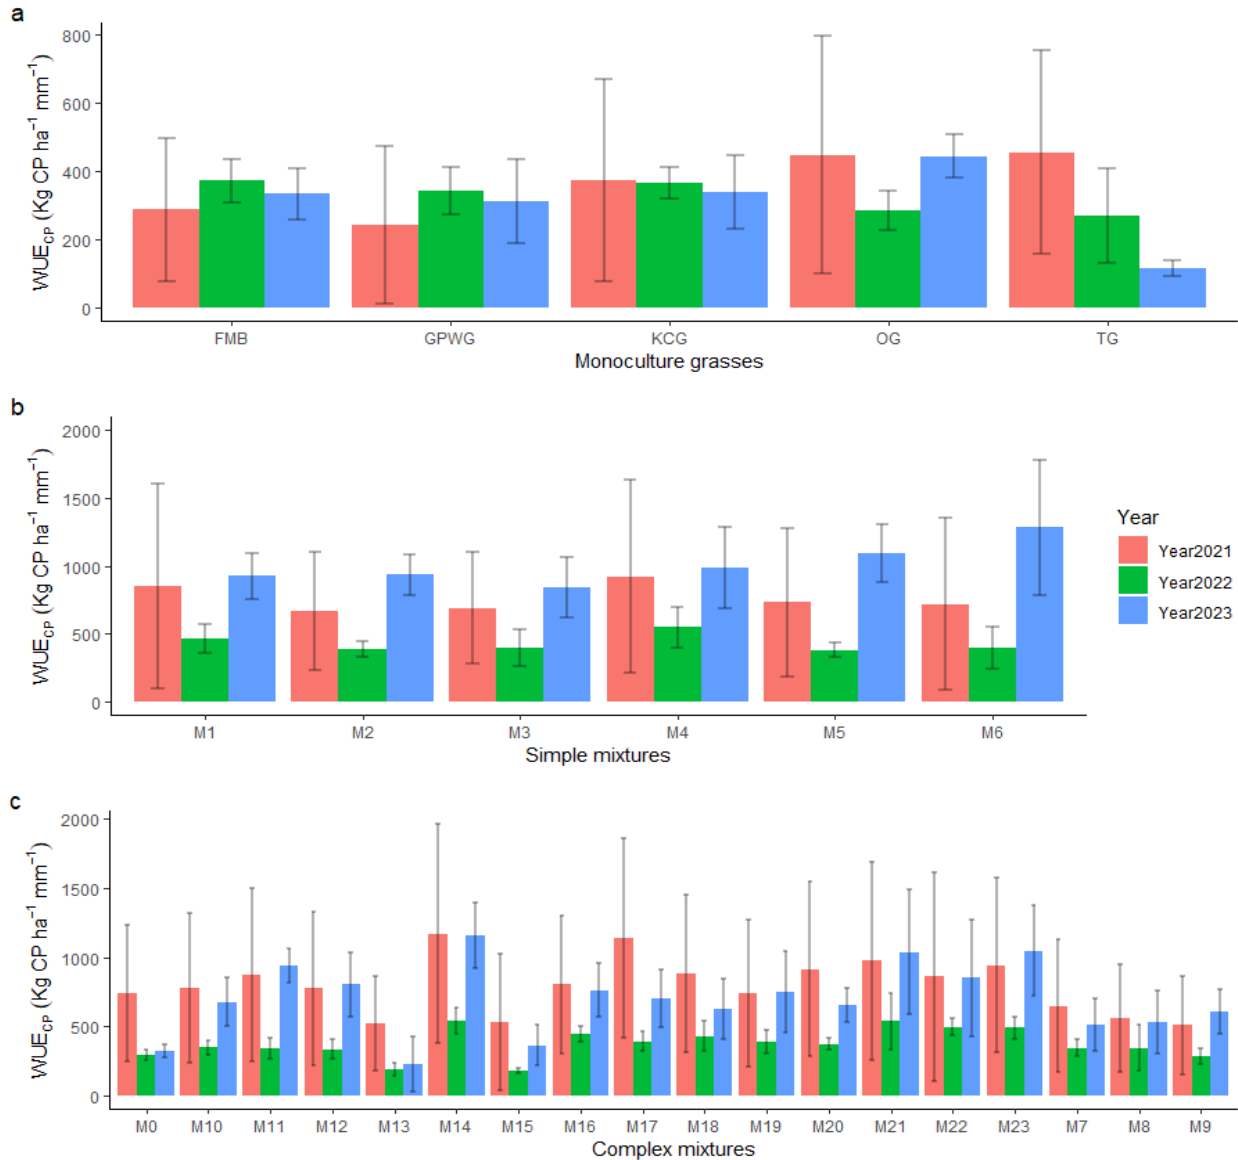 a
WUE_CP (Kg CP ha⁻¹ mm⁻¹)
800
600
400
200
0
FMB GPWG KCG OG TG
Monoculture grasses
b
WUE_CP (Kg CP ha⁻¹ mm⁻¹)
2000
1500
1000
500
0
M1 M2 M3 M4 M5 M6
Simple mixtures
Year
Year2021
Year2022
Year2023
c
WUE_CP (Kg CP ha⁻¹ mm⁻¹)
2000
1500
1000
500
0
M0 M10 M11 M12 M13 M14 M15 M16 M17 M18 M19 M20 M21 M22 M23 M7 M8 M9
Complex mixtures